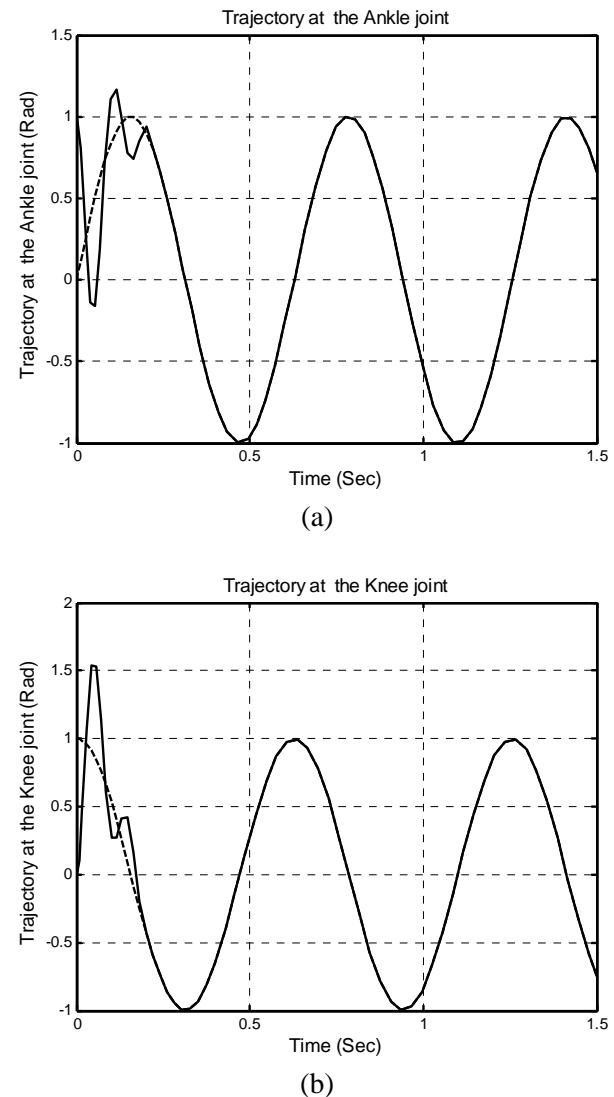 Trajectory at the Ankle joint
Trajectory at the Ankle joint (Rad)
1.5
1
0.5
0
-0.5
-1
0
0.5
1
1.5
Time (Sec)
(a)
Trajectory at the Knee joint
Trajectory at the Knee joint (Rad)
2
1.5
1
0.5
0
-0.5
-1
0
0.5
1
1.5
Time (Sec)
(b)